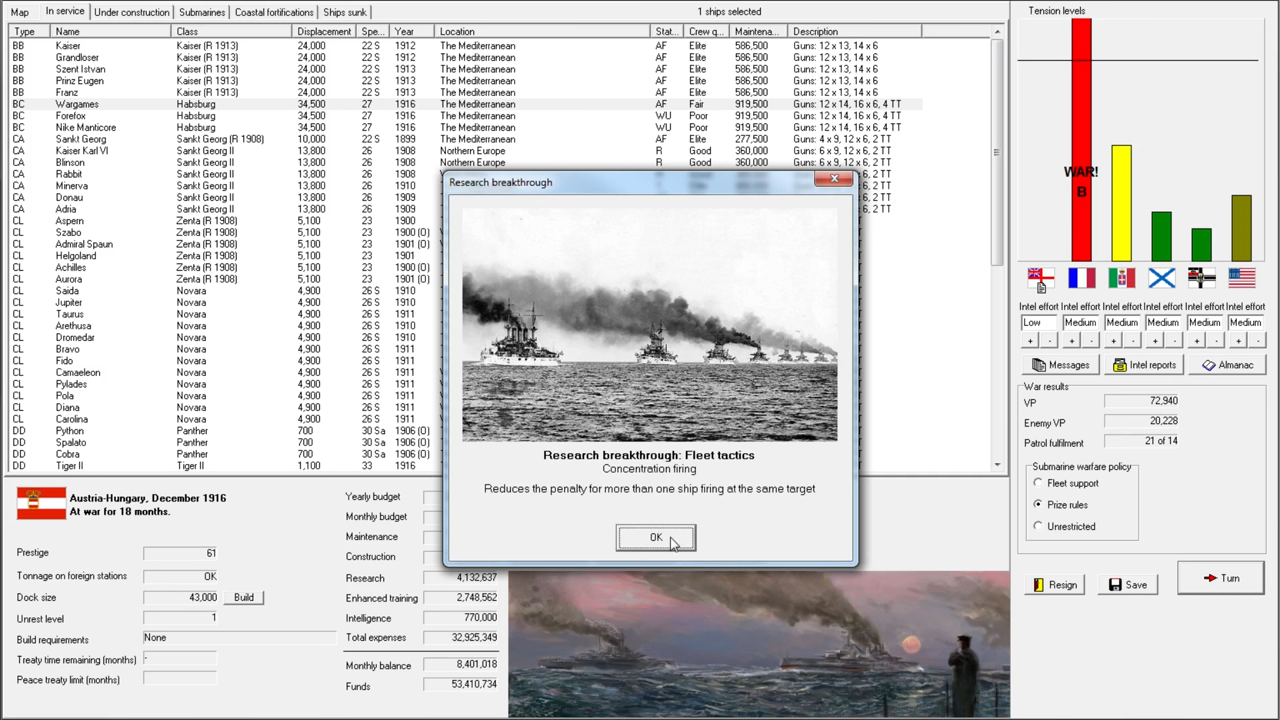 Map
In service
Under construction
Submarines
Coastal fortifications
Ships sunk
1 ships selected
Type Name Class Displacement Spe... Year Location Stat... Crew q... Maintena... Description
BB Kaiser Kaiser (R 1913) 24,000 22 S 1912 The Mediterranean AF Elite 586,500 Guns: 12 x 13, 14 x 6
BB Grandloser Kaiser (R 1913) 24,000 22 S 1912 The Mediterranean AF Elite 586,500 Guns: 12 x 13, 14 x 6
BB Szent Istvan Kaiser (R 1913) 24,000 22 S 1913 The Mediterranean AF Elite 586,500 Guns: 12 x 13, 14 x 6
BB Prinz Eugen Kaiser (R 1913) 24,000 22 S 1913 The Mediterranean AF Elite 586,500 Guns: 12 x 13, 14 x 6
BB Franz Kaiser (R 1913) 24,000 22 S 1913 The Mediterranean AF Elite 586,500 Guns: 12 x 13, 14 x 6
BC Wargames Habsburg 34,500 27 1916 The Mediterranean AF Fair 919,500 Guns: 12 x 14, 16 x 6, 4 TT
BC Forefox Habsburg 34,500 27 1916 The Mediterranean WU Poor 919,500 Guns: 12 x 14, 16 x 6, 4 TT
BC Nike Manticore Habsburg 34,500 27 1916 The Mediterranean WU Poor 919,500 Guns: 12 x 14, 16 x 6, 4 TT
CA Sankt Georg Sankt Georg (R 1908) 10,000 22 S 1899 The Mediterranean AF Elite 277,500 Guns: 4 x 9, 16 x 6, 2 TT
CA Kaiser Karl VI Sankt Georg II 13,800 26 1908 Northern Europe R Good 360,000 Guns: 6 x 9, 12 x 6, 2 TT
CA Blinson Sankt Georg II 13,800 26 1908 Northern Europe R Good 360,000 Guns: 6 x 9, 12 x 6, 2 TT
CA Rabbit Sankt Georg II 13,800 26 1908 x 6, 2 TT
CA Minerva Sankt Georg II 13,800 26 1910 x 6, 2 TT
CA Donau Sankt Georg II 13,800 26 1909 x 6, 2 TT
CA Adria Sankt Georg II 13,800 26 1909 x 6, 2 TT
CL Aspern Zenta (R 1908) 5,100 23 1900
CL Szabo Zenta (R 1908) 5,100 23 1900 (O)
CL Admiral Spaun Zenta (R 1908) 5,100 23 1901 (O)
CL Helgoland Zenta (R 1908) 5,100 23 1901
CL Achilles Zenta (R 1908) 5,100 23 1900 (O)
CL Aurora Zenta (R 1908) 5,100 23 1901 (O)
CL Saida Novara 4,900 26 S 1910
CL Jupiter Novara 4,900 26 S 1910
CL Taurus Novara 4,900 26 S 1911
CL Arethusa Novara 4,900 26 S 1910
CL Dromedar Novara 4,900 26 S 1910
CL Bravo Novara 4,900 26 S 1911
CL Fido Novara 4,900 26 S 1911
CL Camaeleon Novara 4,900 26 S 1911
CL Pylades Novara 4,900 26 S 1911
CL Pola Novara 4,900 26 S 1911
CL Diana Novara 4,900 26 S 1911
CL Carolina Novara 4,900 26 S 1911
DD Python Panther 700 30 Sa 1906 (O)
DD Spalato Panther 700 30 Sa 1906 (O)
DD Cobra Panther 700 30 Sa 1906 (O)
DD Tiger II Tiger II 1,100 33 1916
Research breakthrough
Research breakthrough: Fleet tactics
Concentration firing
Reduces the penalty for more than one ship firing at the same target
OK
Austria-Hungary, December 1916
At war for 18 months.
Prestige 61
Tonnage on foreign stations OK
Dock size 43,000 Build
Unrest level 1
Build requirements None
Treaty time remaining (months) -
Peace treaty limit (months)
Yearly budget
Monthly budget
Maintenance
Construction
Research 4,132,637
Enhanced training 2,748,562
Intelligence 770,000
Total expenses 32,925,349
Monthly balance 8,401,018
Funds 53,410,734
Tension levels
WAR!
B
Intel effort Intel effort Intel effort Intel effort Intel effort Intel effort
Low Medium Medium Medium Medium Medium
+ - + - + - + - + - + -
Messages
Intel reports
Almanac
War results
VP 72,940
Enemy VP 20,228
Patrol fulfilment 21 of 14
Submarine warfare policy
Fleet support
Prize rules
Unrestricted
Resign
Save
Turn